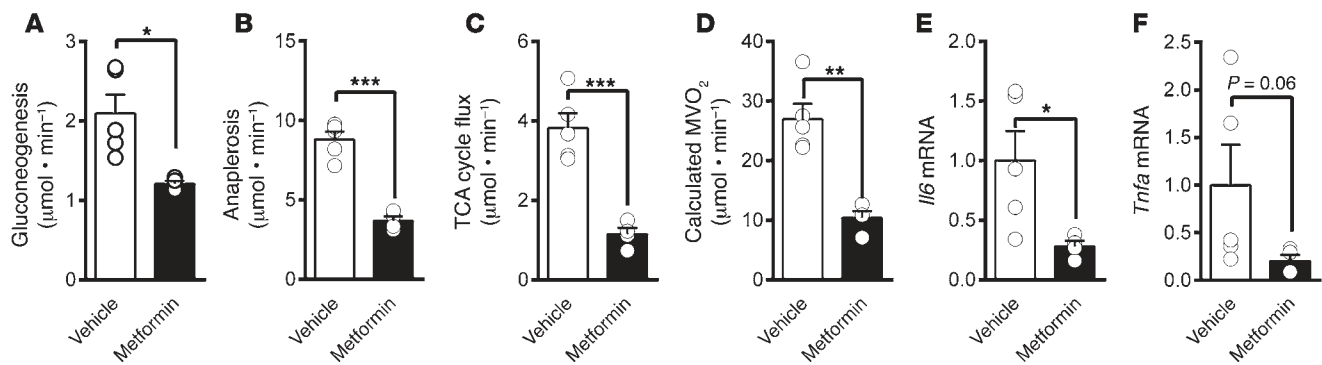 A
Gluconeogenesis
(μmol • min⁻¹)
3
2
1
0
*
Vehicle
Metformin
B
Anaplerosis
(μmol • min⁻¹)
15
10
5
0
***
Vehicle
Metformin
C
TCA cycle flux
(μmol • min⁻¹)
6
4
2
0
***
Vehicle
Metformin
D
Calculated MVO₂
(μmol • min⁻¹)
40
30
20
10
0
**
Vehicle
Metformin
E
Il6 mRNA
2.0
1.5
1.0
0.5
0.0
*
Vehicle
Metformin
F
Tnfa mRNA
2.5
2.0
1.5
1.0
0.5
0.0
P = 0.06
Vehicle
Metformin